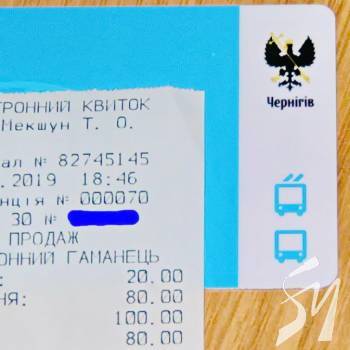 ТРОННИЙ КВИТОК
Мекшун Т. О.
ал № 82745145
.2019 18:46
нція № 000070
30 №
ПРОДАЖ
ОННИЙ ГАМАНЕЦЬ
: 20.00
НЯ: 80.00
100.00
80.00
Чернігів